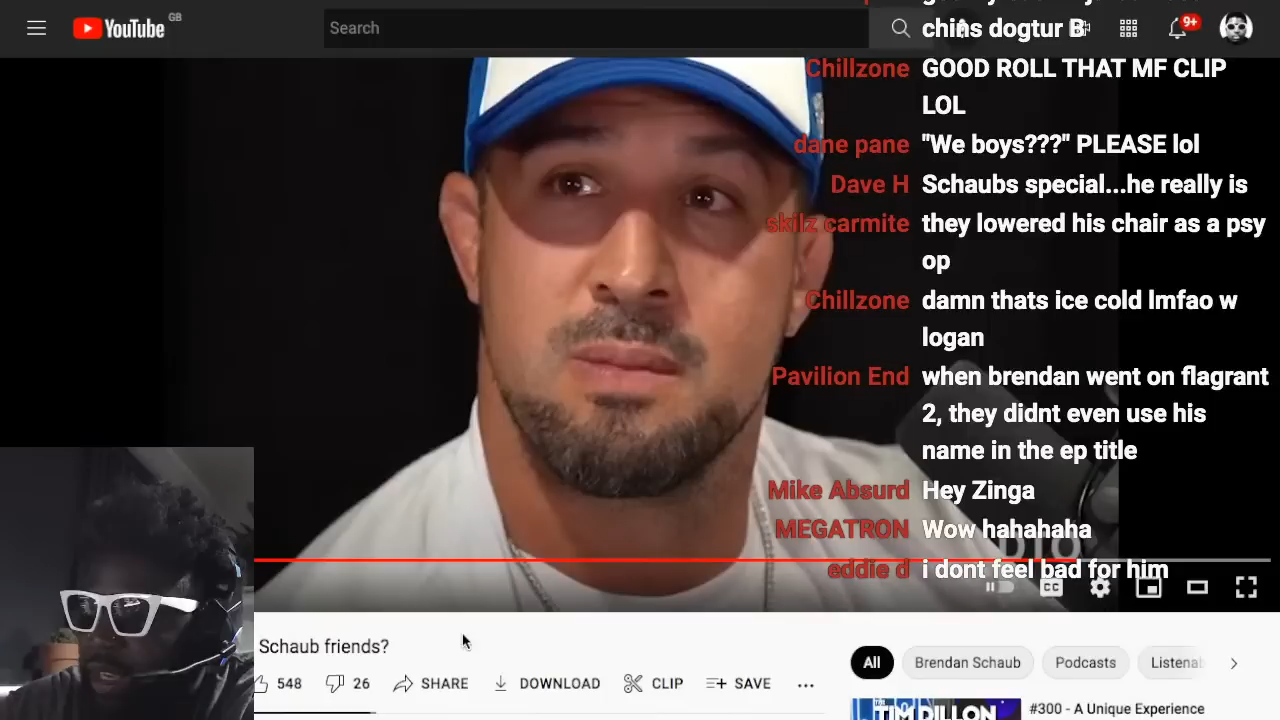 YouTube GB
Search
9+
chins dogtur B
Chillzone GOOD ROLL THAT MF CLIP
LOL
dane pane "We boys???" PLEASE lol
Dave H Schaubs special...he really is
skilz carmite they lowered his chair as a psy
op
Chillzone damn thats ice cold lmfao w
logan
Pavilion End when brendan went on flagrant
2, they didnt even use his
name in the ep title
Mike Absurd Hey Zinga
MEGATRON Wow hahahaha
eddie d i dont feel bad for him
CC
Schaub friends?
548 26 SHARE DOWNLOAD CLIP SAVE ...
All Brendan Schaub Podcasts Listena
TIM DILLON
#300 - A Unique Experience